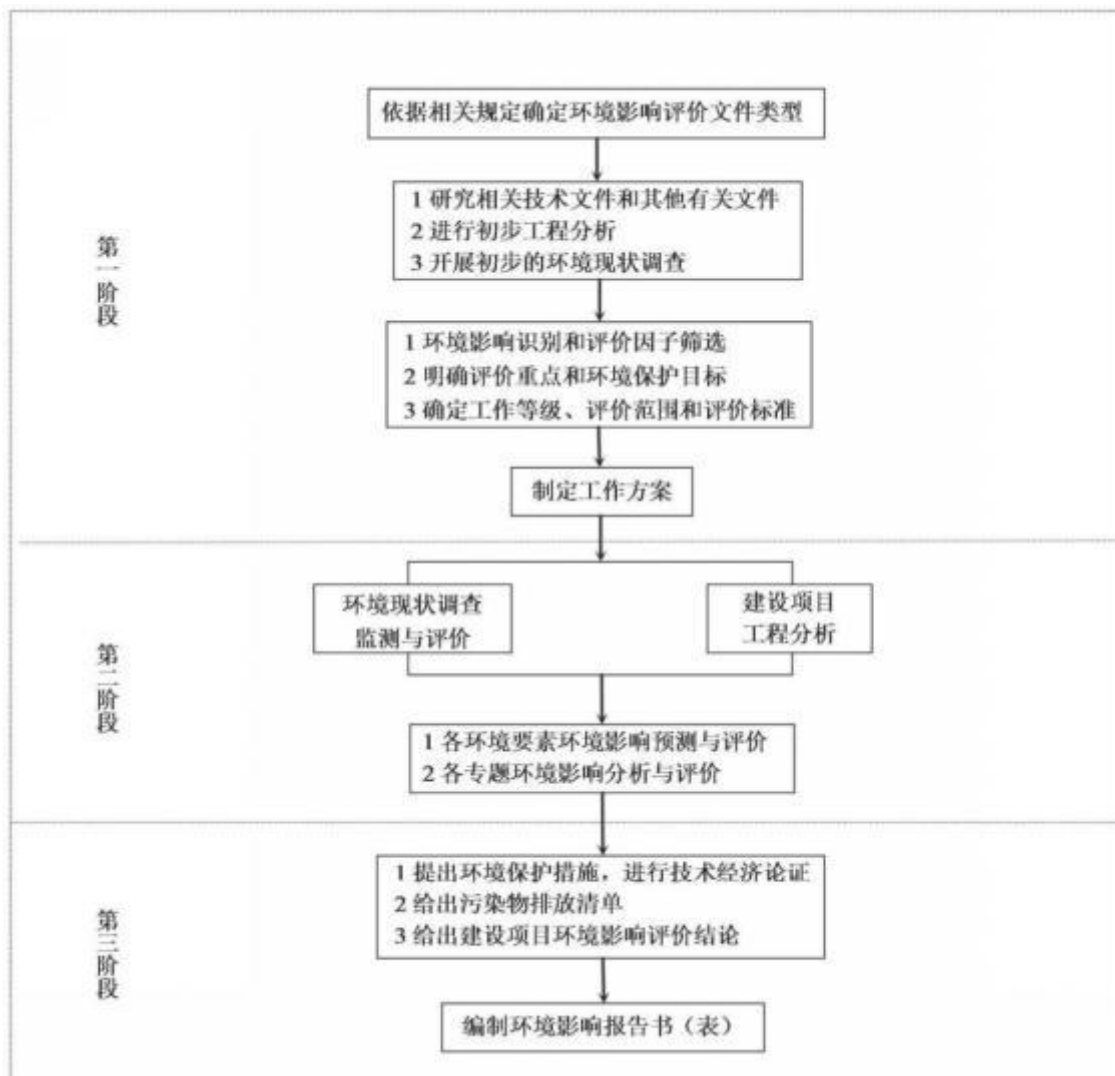 依据相关规定确定环境影响评价文件类型
1 研究相关技术文件和其他有关文件
2 进行初步工程分析
3 开展初步的环境现状调查
第一阶段
1 环境影响识别和评价因子筛选
2 明确评价重点和环境保护目标
3 确定工作等级、评价范围和评价标准
制定工作方案
环境现状调查
监测与评价
建设项目
工程分析
第二阶段
1 各环境要素环境影响预测与评价
2 各专题环境影响分析与评价
1 提出环境保护措施，进行技术经济论证
2 给出污染物排放清单
3 给出建设项目环境影响评价结论
第三阶段
编制环境影响报告书（表）